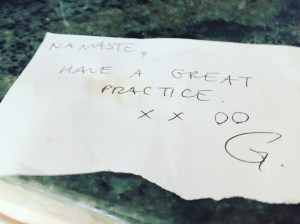 NAMASTE,
HAVE A GREAT
PRACTICE.
X X OO
G.